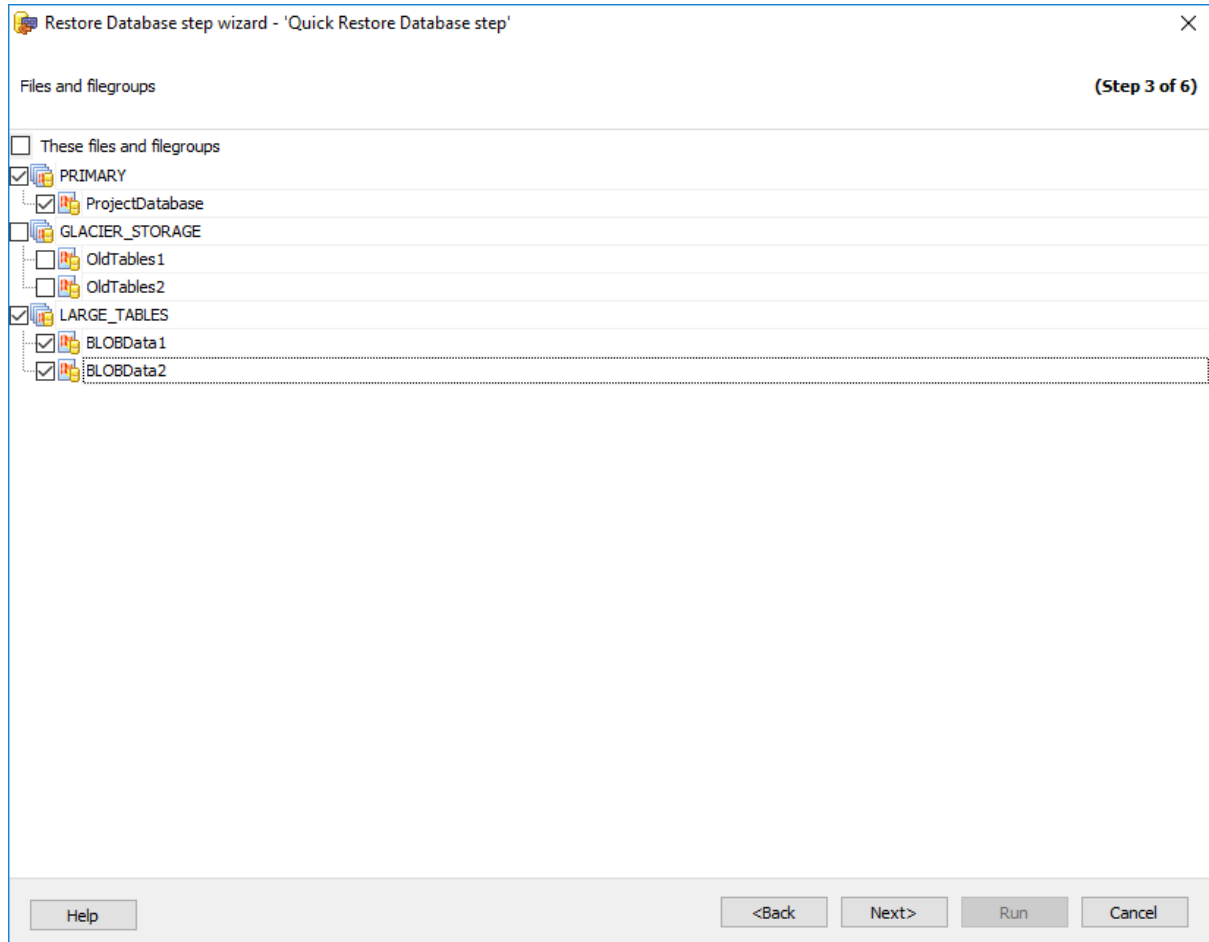 Restore Database step wizard - 'Quick Restore Database step'
Files and filegroups (Step 3 of 6)
These files and filegroups
PRIMARY
ProjectDatabase
GLACIER_STORAGE
OldTables1
OldTables2
LARGE_TABLES
BLOBData1
BLOBData2
Help <Back Next> Run Cancel